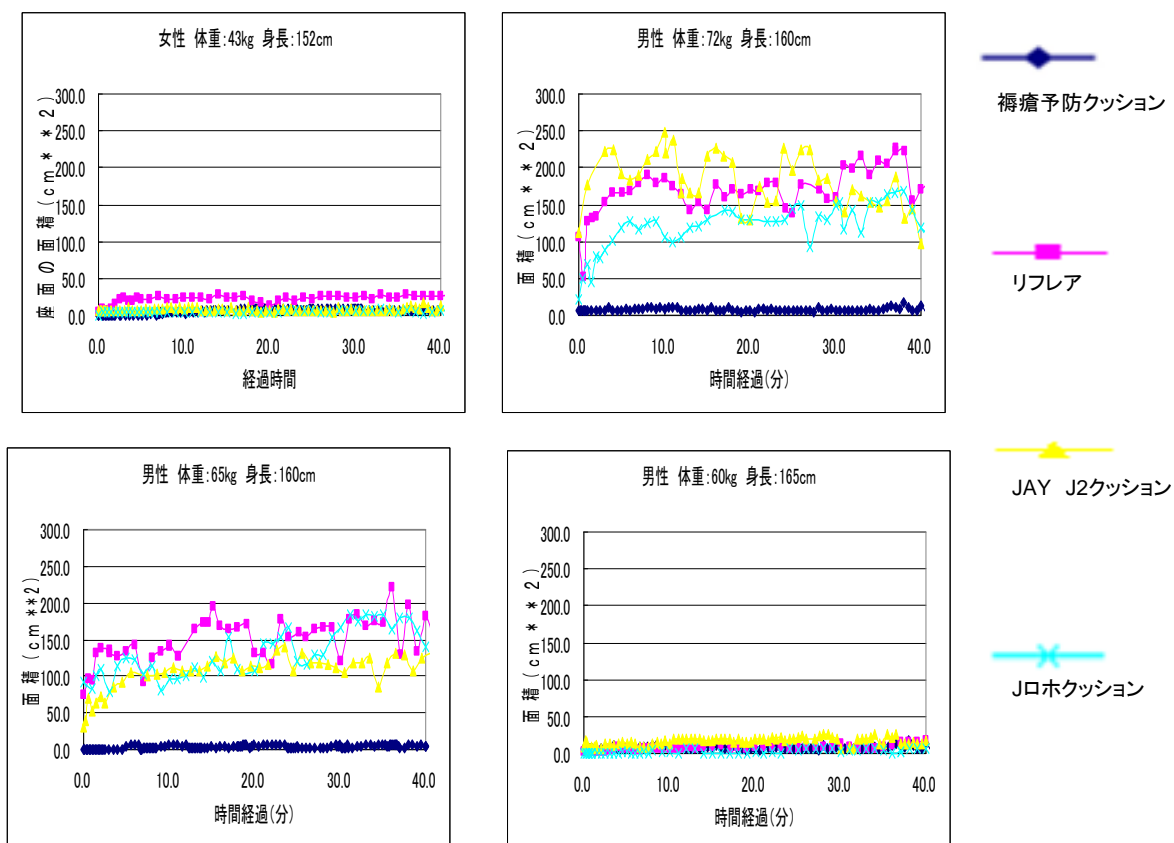 女性 体重:43kg 身長:152cm
座面の面積(cm**2)
300.0
250.0
200.0
150.0
100.0
50.0
0.0
0.0 10.0 20.0 30.0 40.0
経過時間
男性 体重:72kg 身長:160cm
面積(cm**2)
300.0
250.0
200.0
150.0
100.0
50.0
0.0
0.0 10.0 20.0 30.0 40.0
時間経過(分)
男性 体重:65kg 身長:160cm
面積(cm**2)
300.0
250.0
200.0
150.0
100.0
50.0
0.0
0.0 10.0 20.0 30.0 40.0
時間経過(分)
男性 体重:60kg 身長:165cm
面積(cm**2)
300.0
250.0
200.0
150.0
100.0
50.0
0.0
0.0 10.0 20.0 30.0 40.0
時間経過(分)
褥瘡予防クッション
リフレア
JAY J2クッション
Jロホクッション